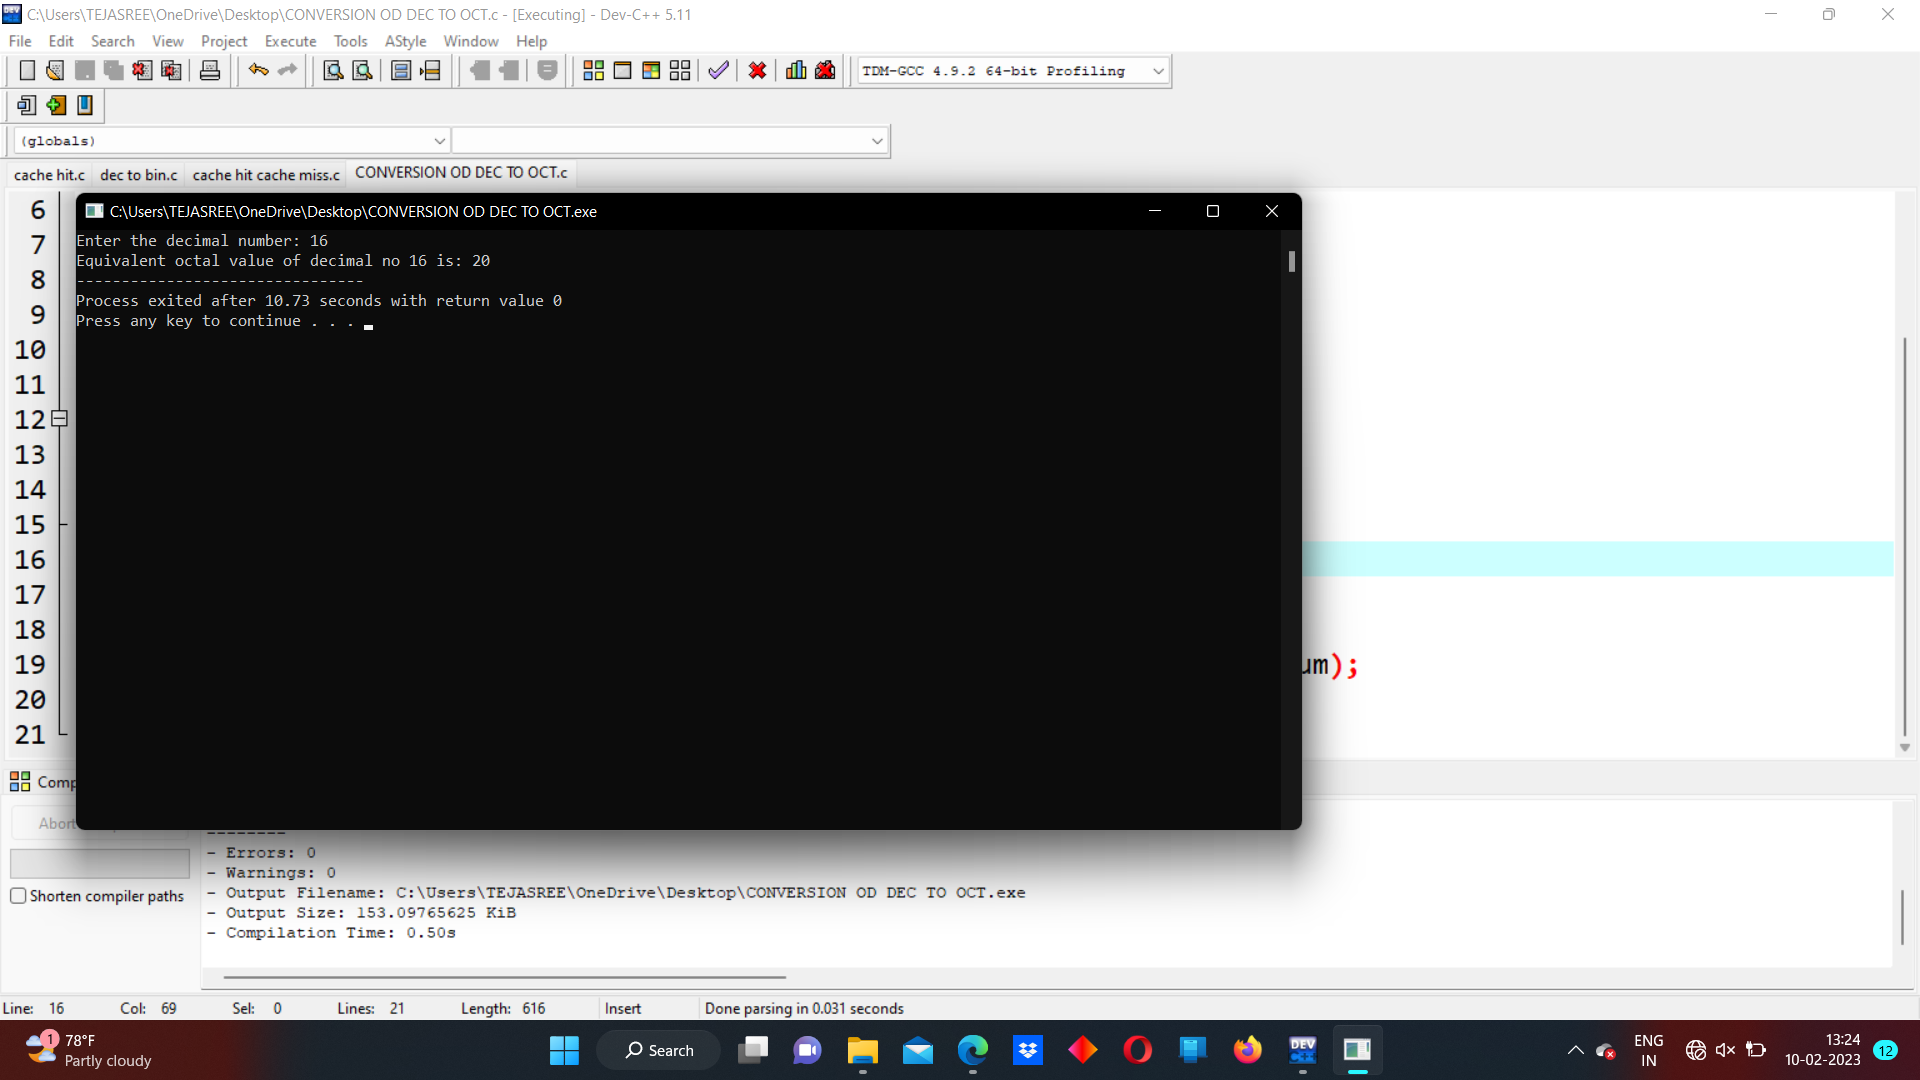 C:\Users\TEJASREE\OneDrive\Desktop\CONVERSION OD DEC TO OCT.c - [Executing] - Dev-C++ 5.11
File Edit Search View Project Execute Tools AStyle Window Help
TDM-GCC 4.9.2 64-bit Profiling
(globals)
cache hit.c dec to bin.c cache hit cache miss.c CONVERSION OD DEC TO OCT.c
C:\Users\TEJASREE\OneDrive\Desktop\CONVERSION OD DEC TO OCT.exe
Enter the decimal number: 16
Equivalent octal value of decimal no 16 is: 20
--------------------------------
Process exited after 10.73 seconds with return value 0
Press any key to continue . . .
6
7
8
9
10
11
12
13
14
15
16
17
18
19 um);
20
21
Comp
Abort
--------
- Errors: 0
- Warnings: 0
- Output Filename: C:\Users\TEJASREE\OneDrive\Desktop\CONVERSION OD DEC TO OCT.exe
- Output Size: 153.09765625 KiB
- Compilation Time: 0.50s
Shorten compiler paths
Line: 16 Col: 69 Sel: 0 Lines: 21 Length: 616 Insert Done parsing in 0.031 seconds
1
78°F
Partly cloudy
Search
DEV
C++
ENG
IN
13:24
10-02-2023
12